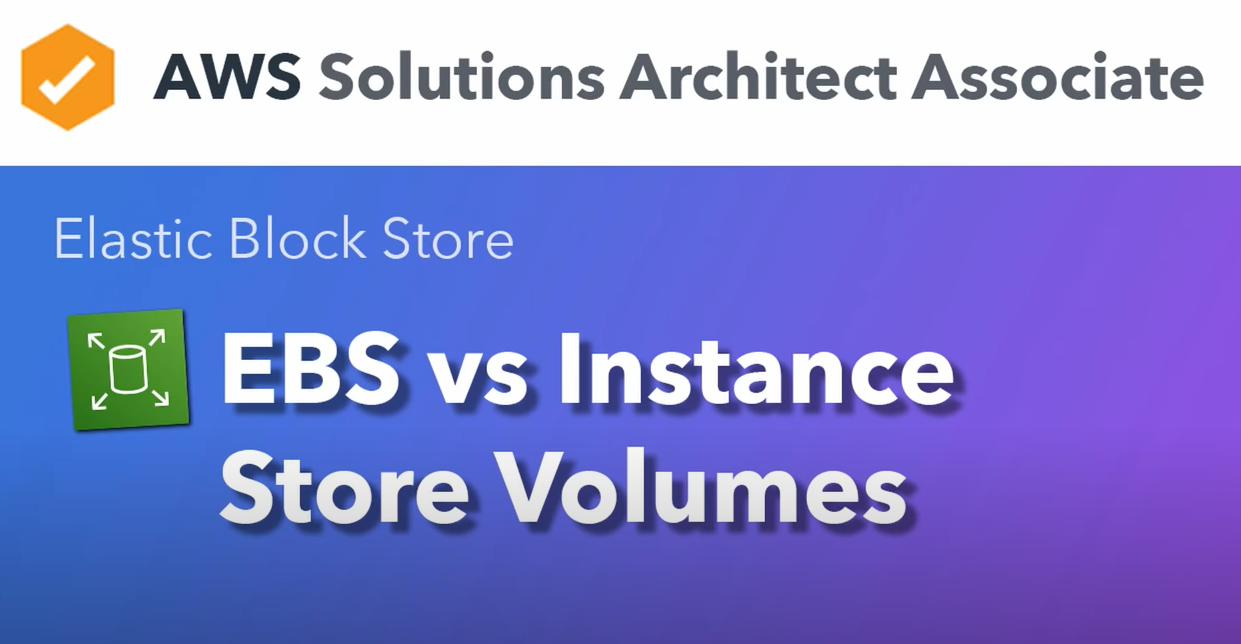 AWS Solutions Architect Associate
Elastic Block Store
EBS vs Instance
Store Volumes